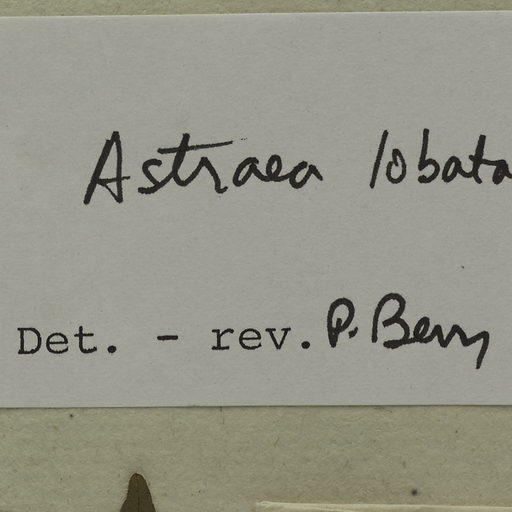 Astraea lobata
Det. - rev. P. Berry